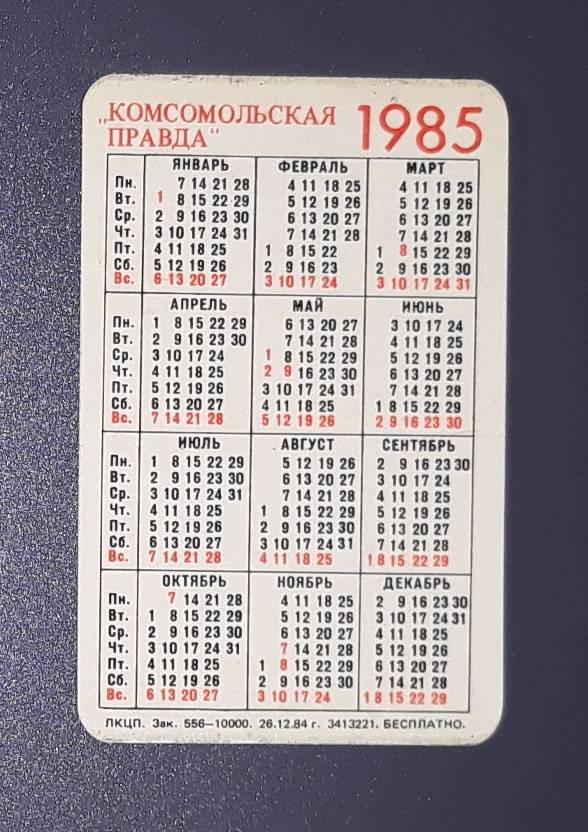 „КОМСОМОЛЬСКАЯ ПРАВДА“ 1985
ЯНВАРЬ ФЕВРАЛЬ МАРТ
Пн. 7 14 21 28 4 11 18 25 4 11 18 25
Вт. 1 8 15 22 29 5 12 19 26 5 12 19 26
Ср. 2 9 16 23 30 6 13 20 27 6 13 20 27
Чт. 3 10 17 24 31 7 14 21 28 7 14 21 28
Пт. 4 11 18 25 1 8 15 22 1 8 15 22 29
Сб. 5 12 19 26 2 9 16 23 2 9 16 23 30
Вс. 6 13 20 27 3 10 17 24 3 10 17 24 31
АПРЕЛЬ МАЙ ИЮНЬ
Пн. 1 8 15 22 29 6 13 20 27 3 10 17 24
Вт. 2 9 16 23 30 7 14 21 28 4 11 18 25
Ср. 3 10 17 24 1 8 15 22 29 5 12 19 26
Чт. 4 11 18 25 2 9 16 23 30 6 13 20 27
Пт. 5 12 19 26 3 10 17 24 31 7 14 21 28
Сб. 6 13 20 27 4 11 18 25 1 8 15 22 29
Вс. 7 14 21 28 5 12 19 26 2 9 16 23 30
ИЮЛЬ АВГУСТ СЕНТЯБРЬ
Пн. 1 8 15 22 29 5 12 19 26 2 9 16 23 30
Вт. 2 9 16 23 30 6 13 20 27 3 10 17 24
Ср. 3 10 17 24 31 7 14 21 28 4 11 18 25
Чт. 4 11 18 25 1 8 15 22 29 5 12 19 26
Пт. 5 12 19 26 2 9 16 23 30 6 13 20 27
Сб. 6 13 20 27 3 10 17 24 31 7 14 21 28
Вс. 7 14 21 28 4 11 18 25 1 8 15 22 29
ОКТЯБРЬ НОЯБРЬ ДЕКАБРЬ
Пн. 7 14 21 28 4 11 18 25 2 9 16 23 30
Вт. 1 8 15 22 29 5 12 19 26 3 10 17 24 31
Ср. 2 9 16 23 30 6 13 20 27 4 11 18 25
Чт. 3 10 17 24 31 7 14 21 28 5 12 19 26
Пт. 4 11 18 25 1 8 15 22 29 6 13 20 27
Сб. 5 12 19 26 2 9 16 23 30 7 14 21 28
Вс. 6 13 20 27 3 10 17 24 1 8 15 22 29
ЛКЦП. Зак. 556–10000. 26.12.84 г. 3413221. БЕСПЛАТНО.